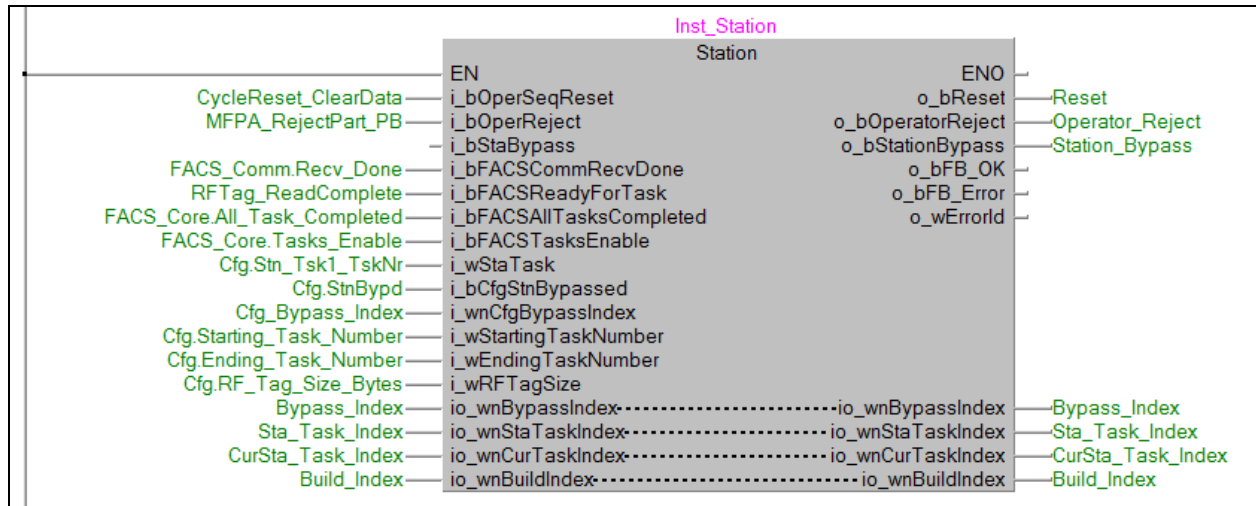 Inst_Station
Station
EN ENO
CycleReset_ClearData i_bOperSeqReset o_bReset Reset
MFPA_RejectPart_PB i_bOperReject o_bOperatorReject Operator_Reject
i_bStaBypass o_bStationBypass Station_Bypass
FACS_Comm.Recv_Done i_bFACSCommRecvDone o_bFB_OK
RFTag_ReadComplete i_bFACSReadyForTask o_bFB_Error
FACS_Core.All_Task_Completed i_bFACSAllTasksCompleted o_wErrorId
FACS_Core.Tasks_Enable i_bFACSTasksEnable
Cfg.Stn_Tsk1_TskNr i_wStaTask
Cfg.StnBypd i_bCfgStnBypassed
Cfg_Bypass_Index i_wnCfgBypassIndex
Cfg.Starting_Task_Number i_wStartingTaskNumber
Cfg.Ending_Task_Number i_wEndingTaskNumber
Cfg.RF_Tag_Size_Bytes i_wRFTagSize
Bypass_Index io_wnBypassIndex io_wnBypassIndex Bypass_Index
Sta_Task_Index io_wnStaTaskIndex io_wnStaTaskIndex Sta_Task_Index
CurSta_Task_Index io_wnCurTaskIndex io_wnCurTaskIndex CurSta_Task_Index
Build_Index io_wnBuildIndex io_wnBuildIndex Build_Index